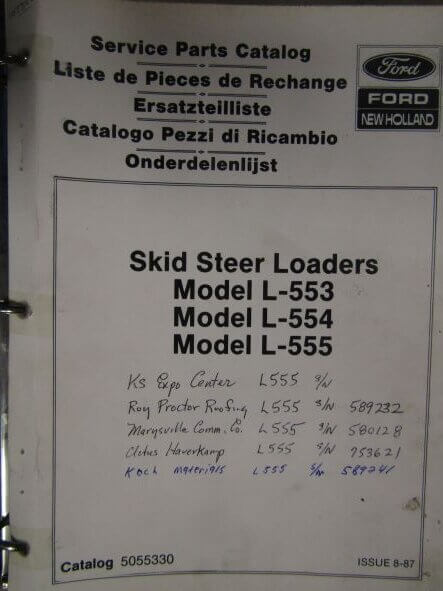 Service Parts Catalog
Liste de Pieces de Rechange
Ersatzteilliste
Catalogo Pezzi di Ricambio
Onderdelenlijst
Ford
FORD
NEW HOLLAND
Skid Steer Loaders
Model L-553
Model L-554
Model L-555
Ks Expo Center L555 S/N
Roy Proctor Roofing L555 S/N 589232
Marysville Comm. Co. L555 S/N 580128
Cletus Haverkamp L555 S/N 753621
Koch Materials L555 S/N 589241
Catalog 5055330
ISSUE 8-87